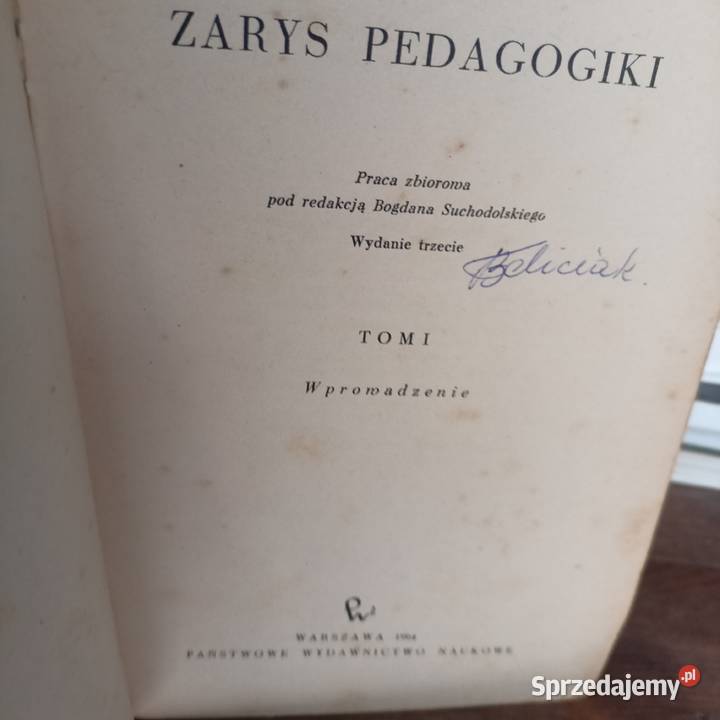 ZARYS PEDAGOGIKI
Praca zbiorowa
pod redakcją Bogdana Suchodolskiego
Wydanie trzecie
TOM I
Wprowadzenie
WARSZAWA 1964
PAŃSTWOWE WYDAWNICTWO NAUKOWE
Sprzedajemy.pl